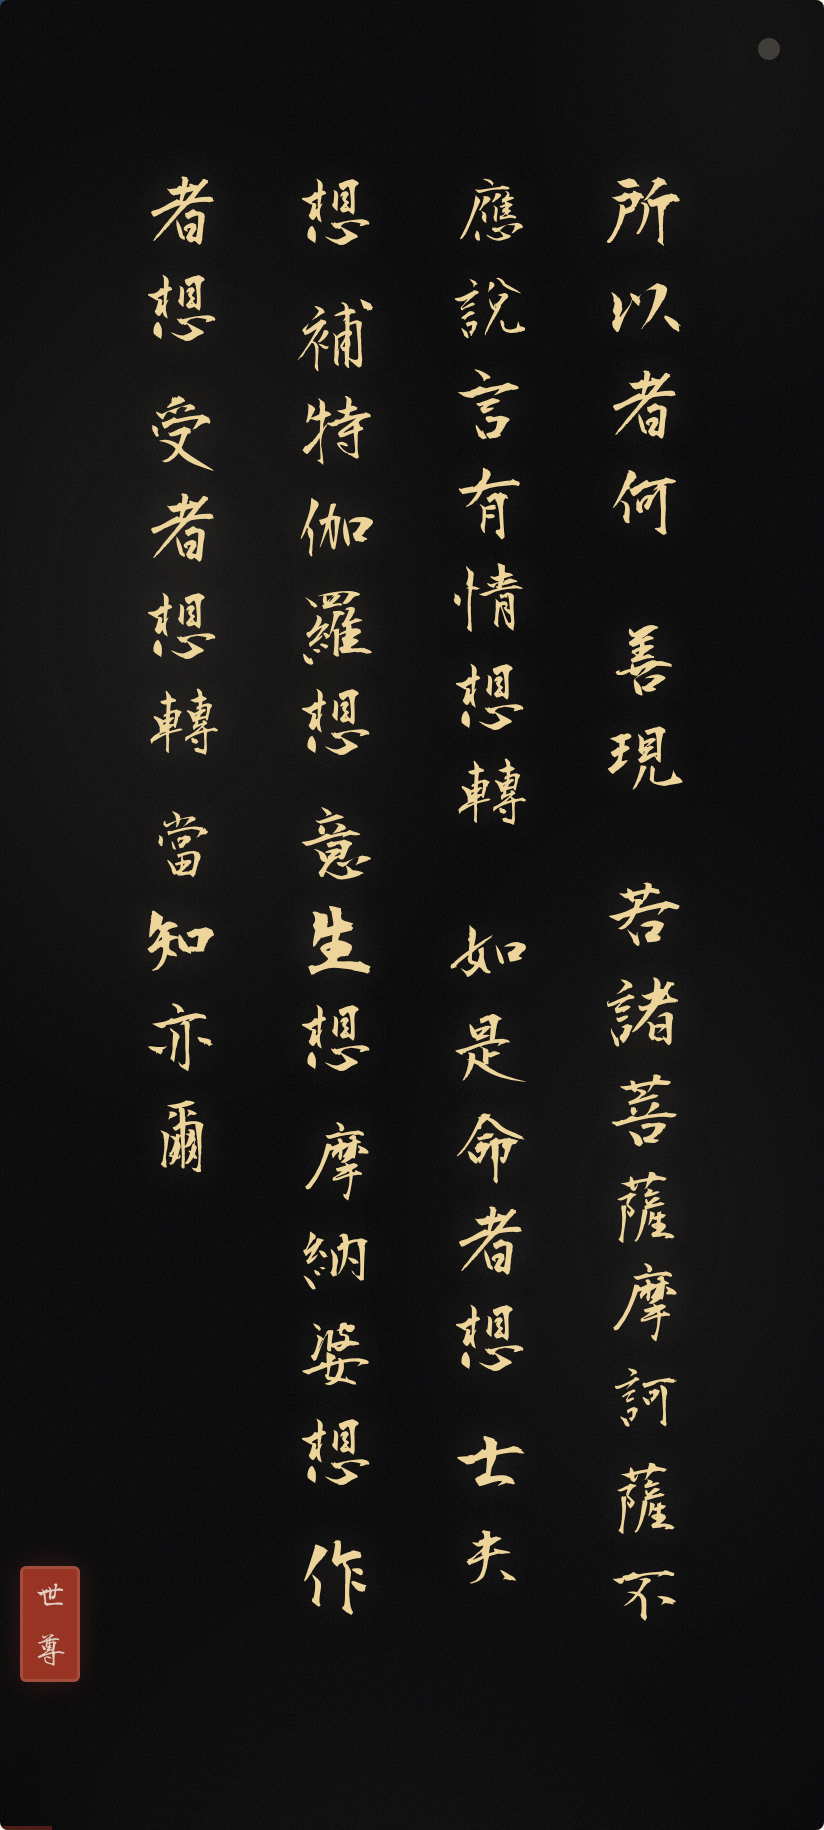 所以者何 善現 若諸菩薩摩訶薩不
應說言有情想轉 如是命者想 士夫
想 補特伽羅想 意生想 摩納婆想 作
者想 受者想轉 當知亦爾
世尊